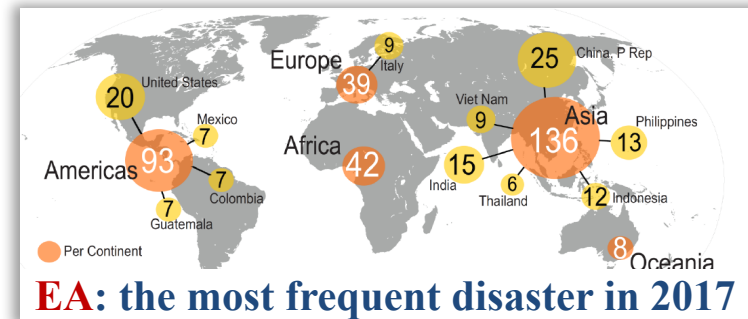 Europe
9
Italy
39
25
China, P Rep
United States
20
Mexico
7
Americas
93
7
Colombia
7
Guatemala
Africa
42
Viet Nam
9
Asia
136
Philippines
13
15
India
6
Thailand
12
Indonesia
8
Oceania
Per Continent
EA: the most frequent disaster in 2017